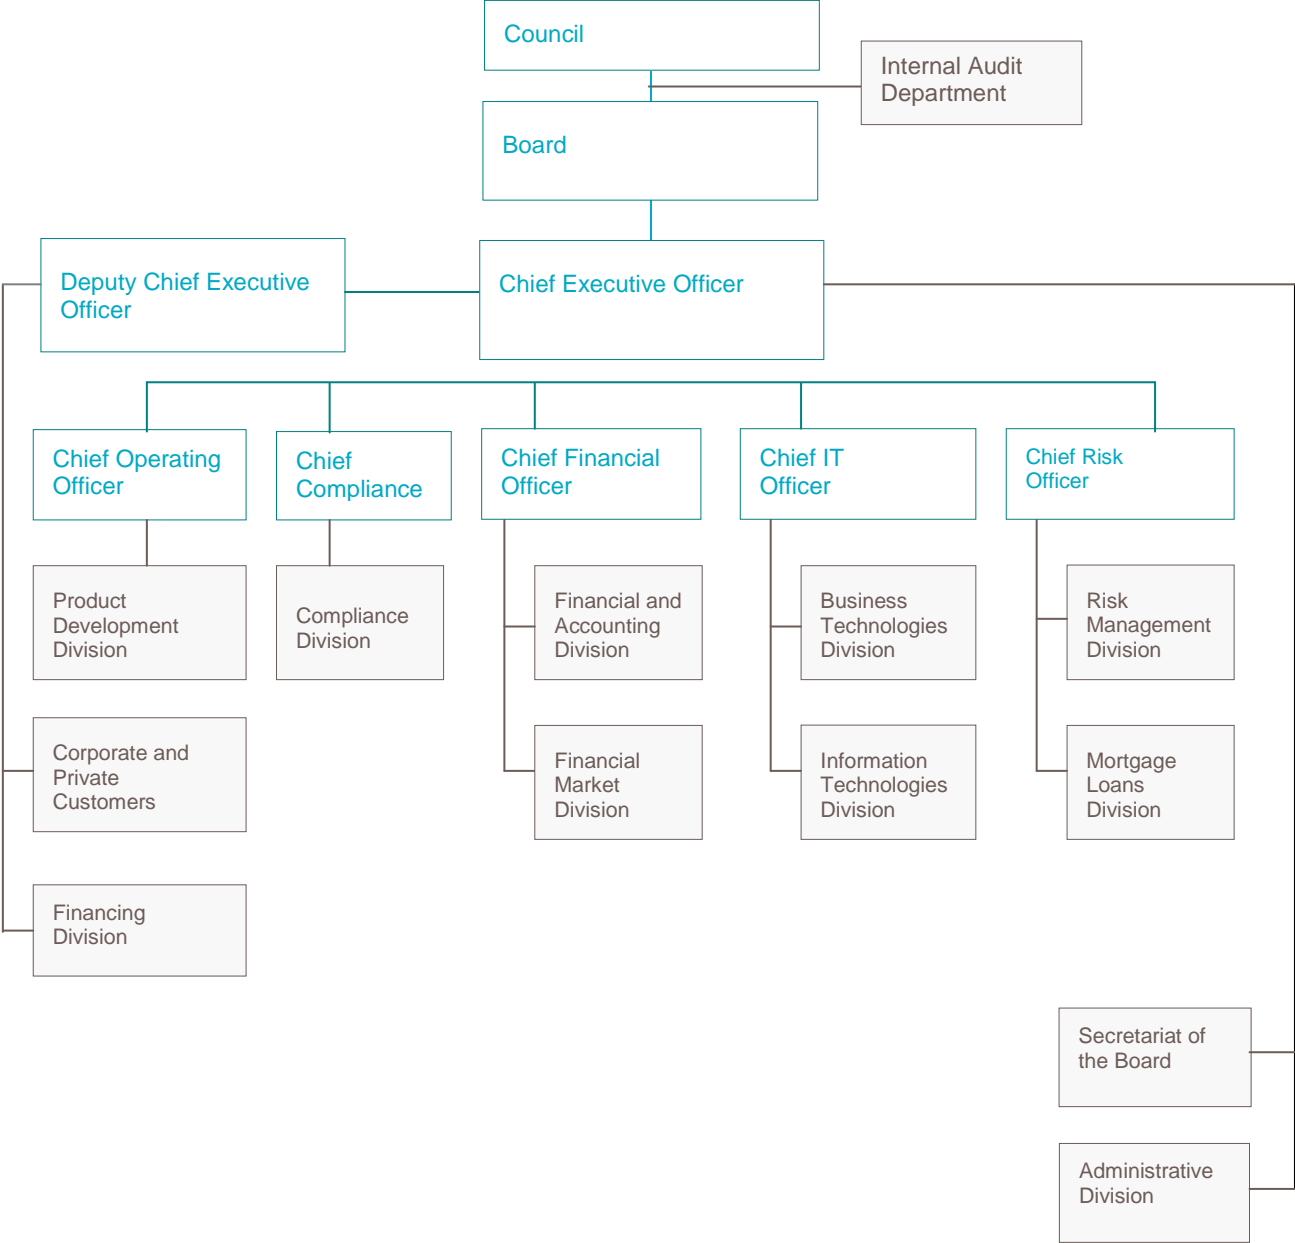 Council
Internal Audit
Department
Board
Deputy Chief Executive
Officer
Chief Executive Officer
Chief Operating
Officer
Chief
Compliance
Chief Financial
Officer
Chief IT
Officer
Chief Risk
Officer
Product
Development
Division
Compliance
Division
Financial and
Accounting
Division
Business
Technologies
Division
Risk
Management
Division
Corporate and
Private
Customers
Financial
Market
Division
Information
Technologies
Division
Mortgage
Loans
Division
Financing
Division
Secretariat of
the Board
Administrative
Division